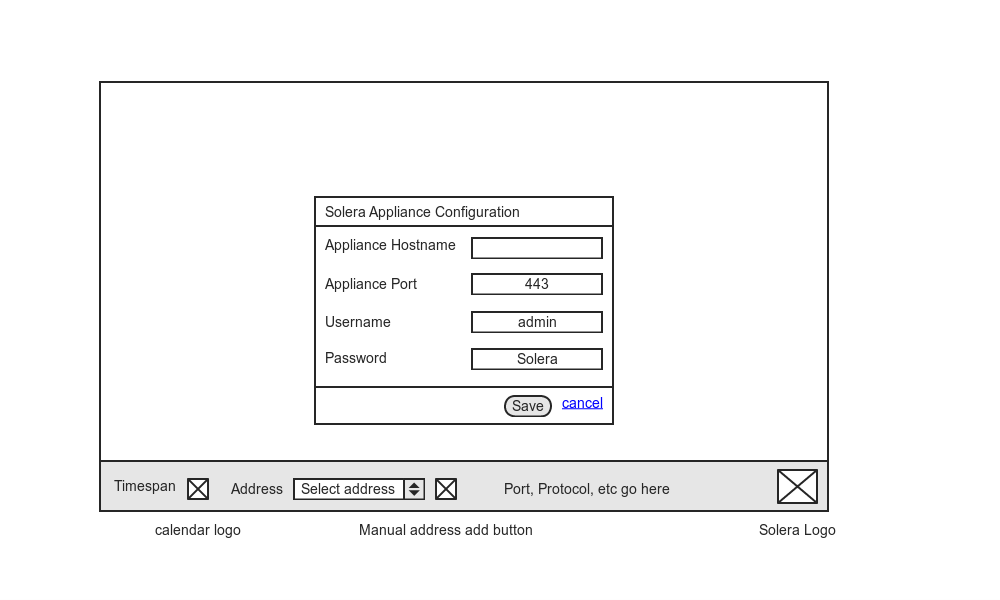 Solera Appliance Configuration
Appliance Hostname
Appliance Port 443
Username admin
Password Solera
Save cancel
Timespan Address Select address Port, Protocol, etc go here
calendar logo Manual address add button Solera Logo